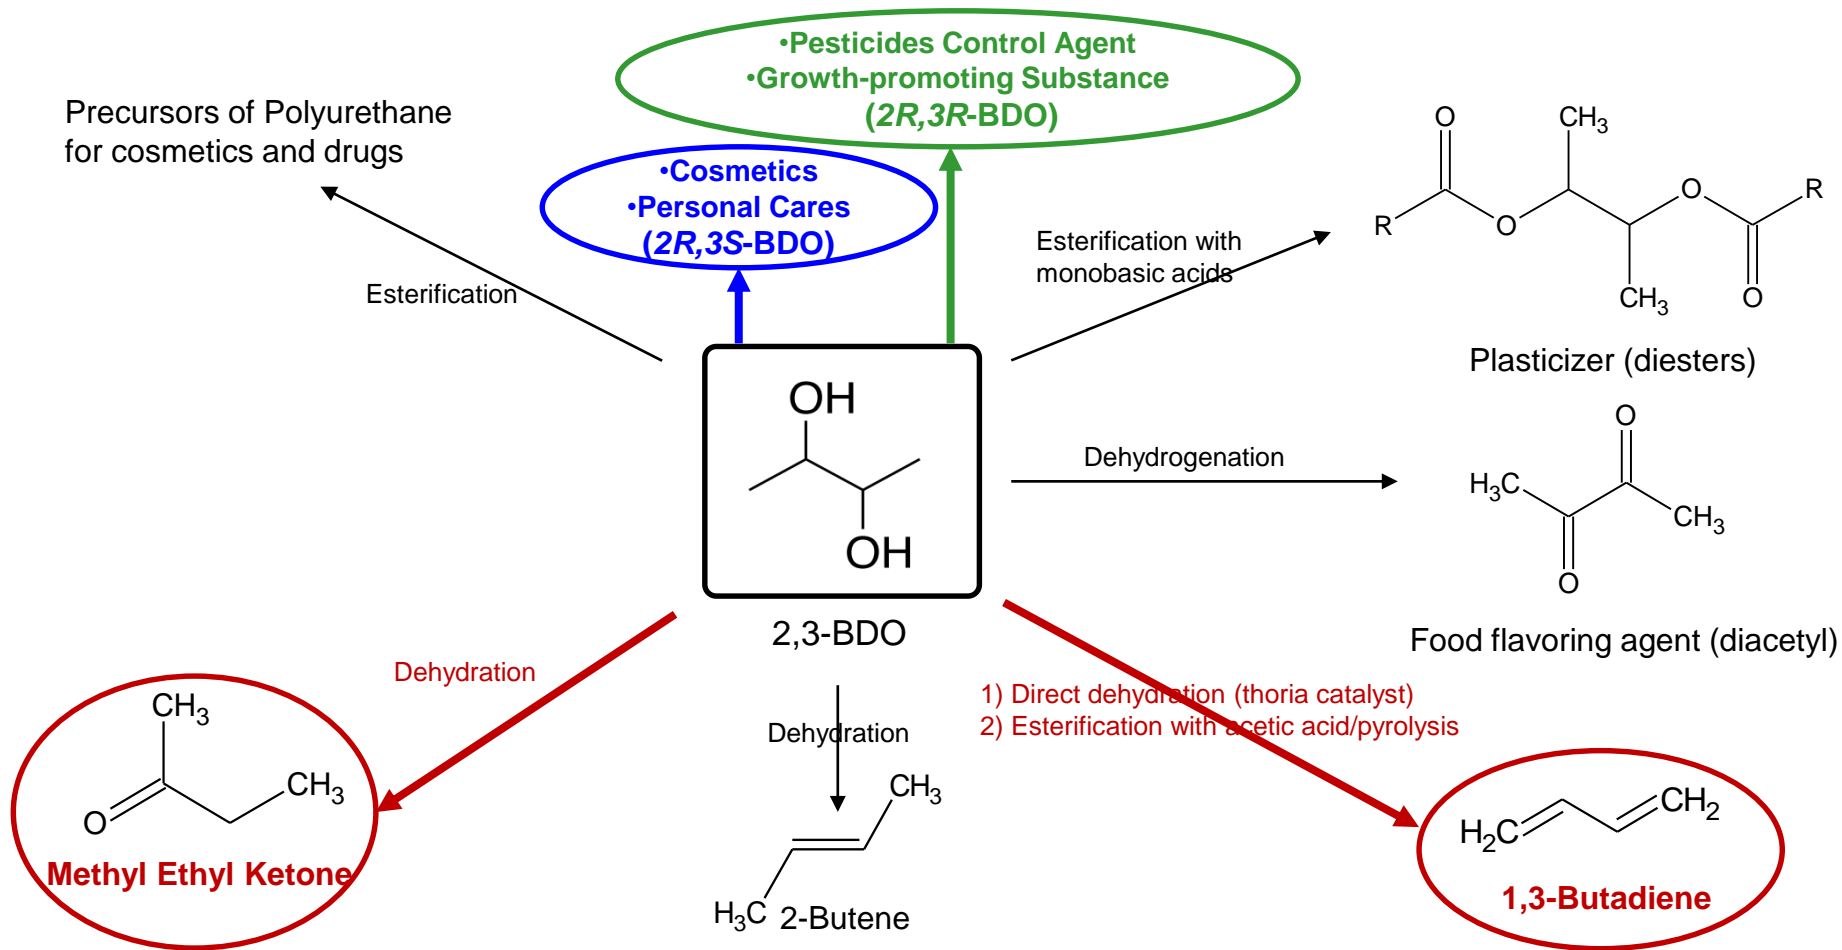 •Pesticides Control Agent
•Growth-promoting Substance
(2R,3R-BDO)
Precursors of Polyurethane
for cosmetics and drugs
•Cosmetics
•Personal Cares
(2R,3S-BDO)
Esterification
Esterification with
monobasic acids
O
CH3
R
O
O
R
CH3
O
Plasticizer (diesters)
OH
OH
2,3-BDO
Dehydrogenation
O
H3C
CH3
O
Food flavoring agent (diacetyl)
Dehydration
CH3
O
CH3
Methyl Ethyl Ketone
Dehydration
CH3
H3C
2-Butene
1) Direct dehydration (thoria catalyst)
2) Esterification with acetic acid/pyrolysis
H2C
CH2
1,3-Butadiene